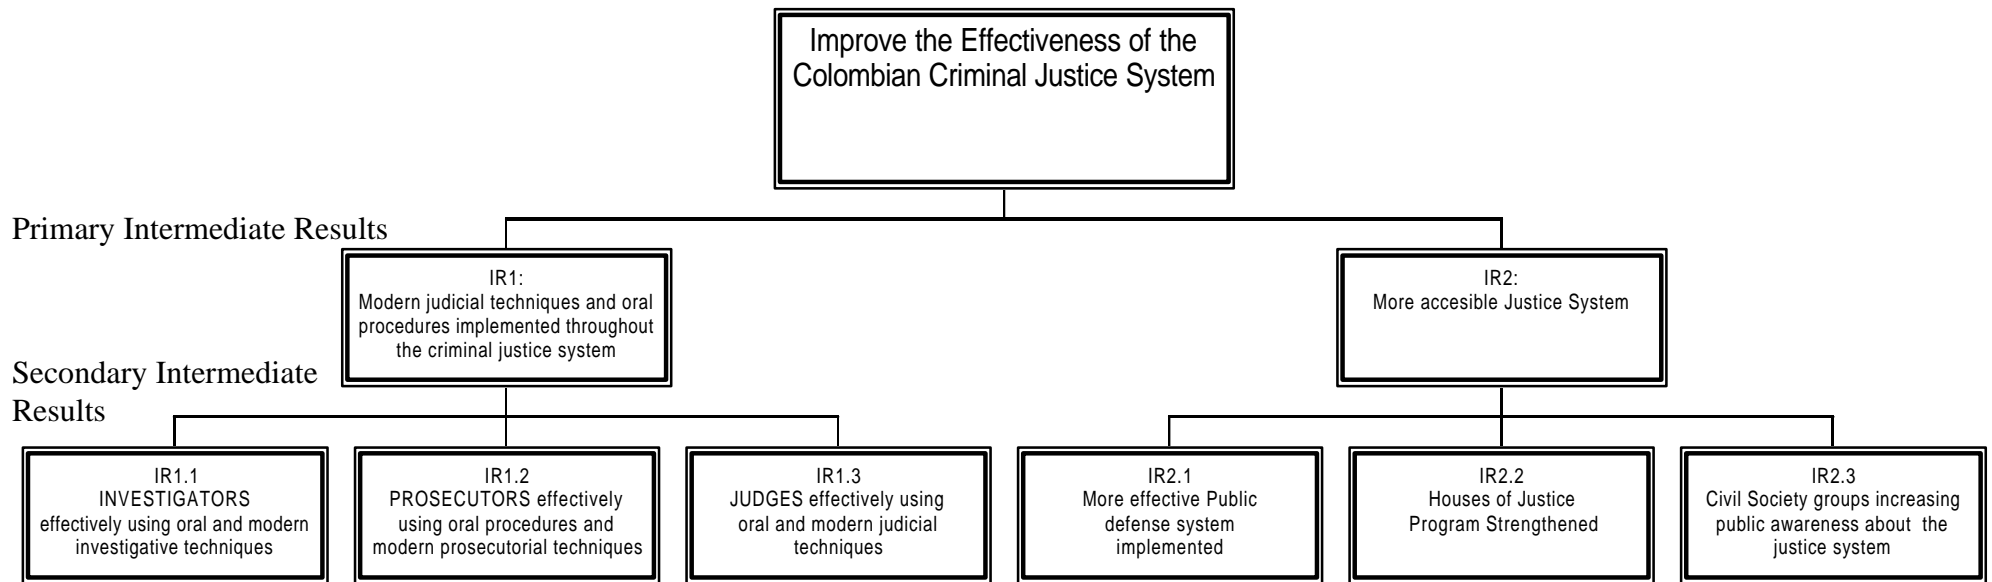 Improve the Effectiveness of the
Colombian Criminal Justice System
Primary Intermediate Results
IR1:
Modern judicial techniques and oral
procedures implemented throughout
the criminal justice system
IR2:
More accesible Justice System
Secondary Intermediate
Results
IR1.1
INVESTIGATORS
effectively using oral and modern
investigative techniques
IR1.2
PROSECUTORS effectively
using oral procedures and
modern prosecutorial techniques
IR1.3
JUDGES effectively using
oral and modern judicial
techniques
IR2.1
More effective Public
defense system
implemented
IR2.2
Houses of Justice
Program Strengthened
IR2.3
Civil Society groups increasing
public awareness about the
justice system